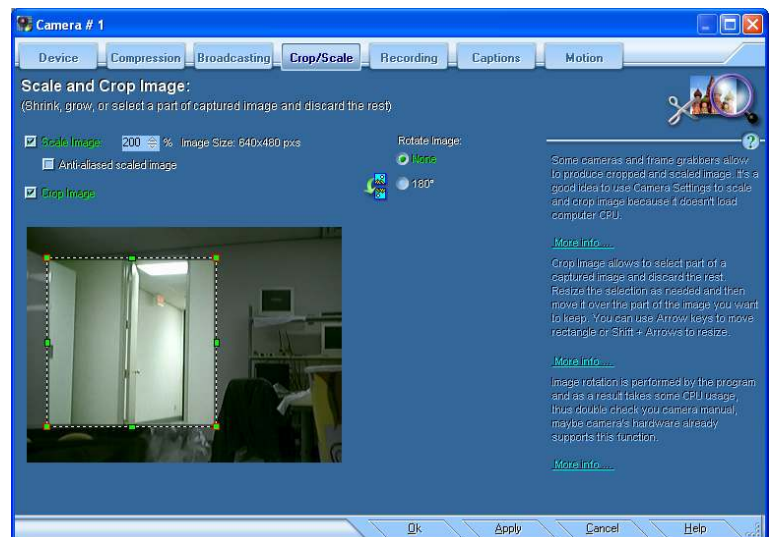 Camera # 1
Device Compression Broadcasting Crop/Scale Recording Captions Motion
Scale and Crop Image:
(Shrink, grow, or select a part of captured image and discard the rest)
Scale Image 200 % Image Size: 640x480 pxs
Anti-aliased scaled image
Crop Image
Rotate Image:
None
180°
?
Some cameras and frame grabbers allow
to produce cropped and scaled image. It's a
good idea to use Camera Settings to scale
and crop image because it doesn't load
computer CPU.
More info....
Crop Image allows to select part of a
captured image and discard the rest.
Resize the selection as needed and then
move it over the part of the image you want
to keep. You can use Arrow keys to move
rectangle or Shift + Arrows to resize.
More info....
Image rotation is performed by the program
and as a result takes some CPU usage,
thus double check you camera manual,
maybe camera's hardware already
supports this function.
More info....
Ok Apply Cancel Help